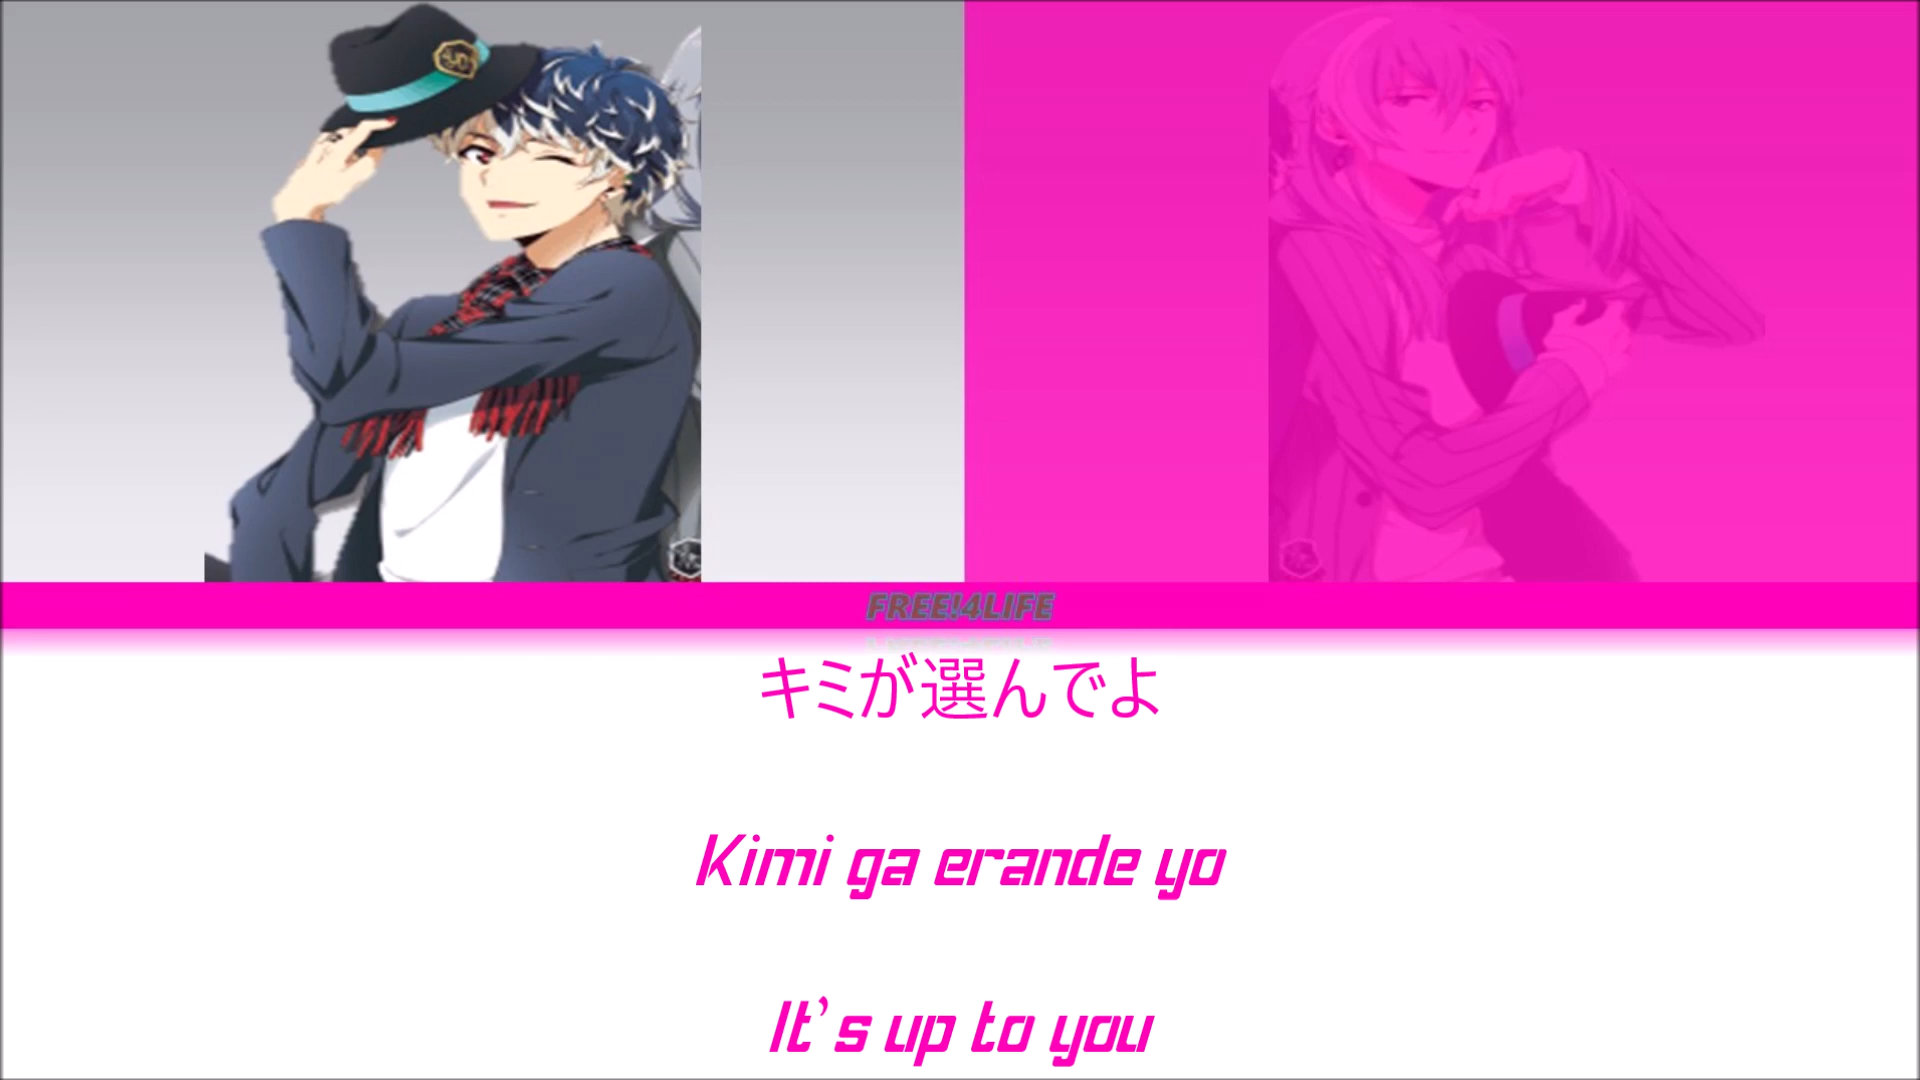 FREE!4LIFE
キミが選んでよ
Kimi ga erande yo
It's up to you